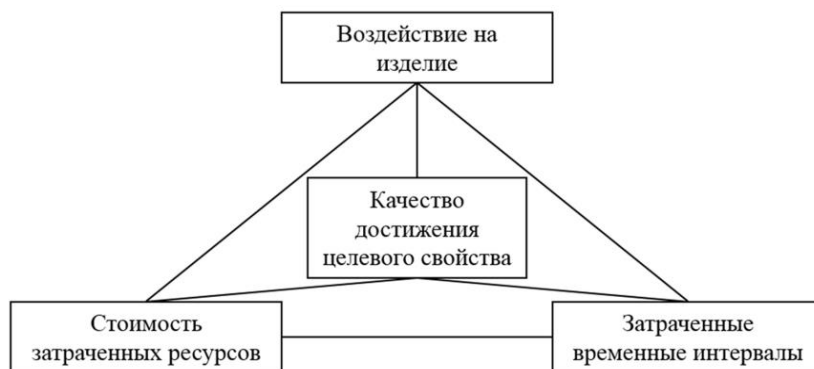 Воздействие на
изделие
Качество
достижения
целевого свойства
Стоимость
затраченных ресурсов
Затраченные
временные интервалы